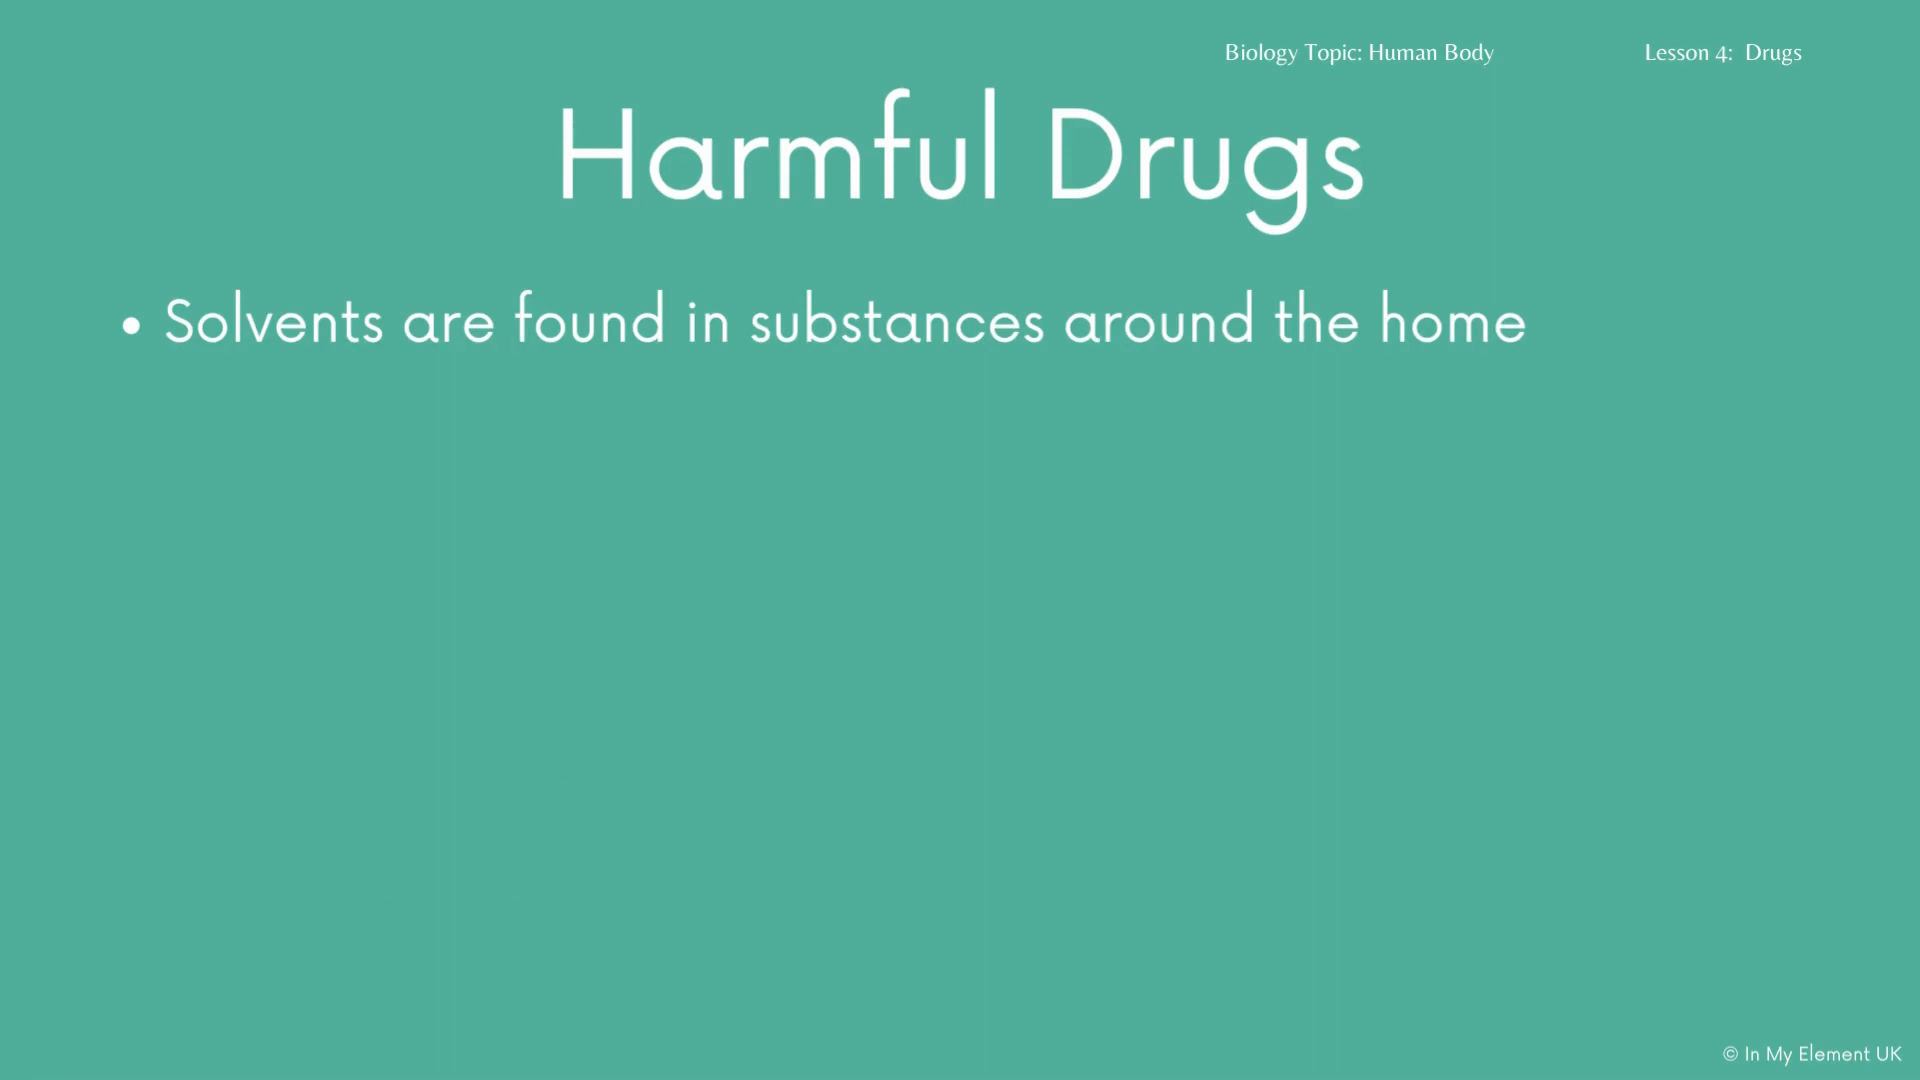 Biology Topic: Human Body
Lesson 4: Drugs
Harmful Drugs
• Solvents are found in substances around the home
© In My Element UK